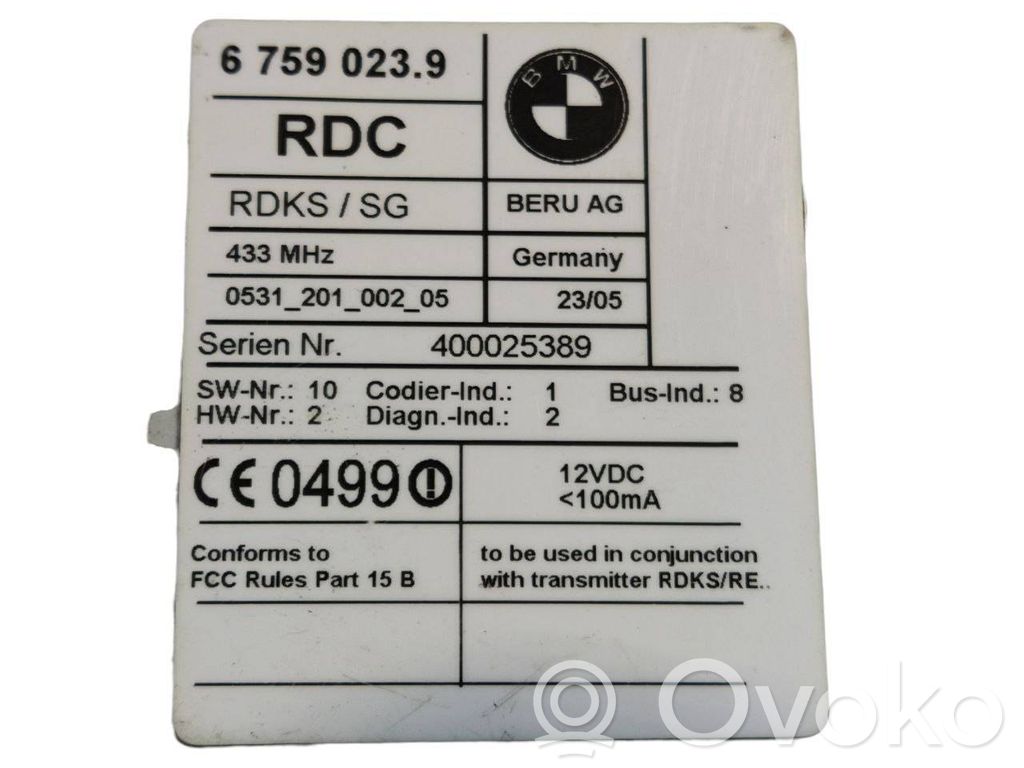 6 759 023.9
BMW
RDC
RDKS / SG
BERU AG
433 MHz
Germany
0531_201_002_05
23/05
Serien Nr. 400025389
SW-Nr.: 10 Codier-Ind.: 1 Bus-Ind.: 8
HW-Nr.: 2 Diagn.-Ind.: 2
CE 0499
12VDC
<100mA
Conforms to
FCC Rules Part 15 B
to be used in conjunction
with transmitter RDKS/RE..
Ovoko